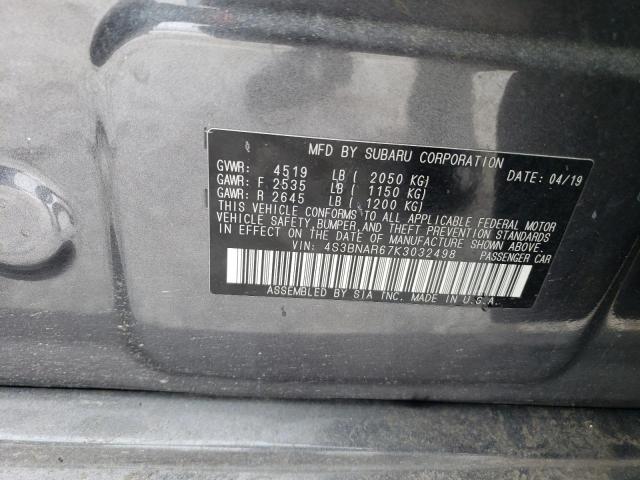 MFD BY SUBARU CORPORATION
GVWR: 4519 LB ( 2050 KG) DATE: 04/19
GAWR: F 2535 LB ( 1150 KG)
GAWR: R 2645 LB ( 1200 KG)
THIS VEHICLE CONFORMS TO ALL APPLICABLE FEDERAL MOTOR
VEHICLE SAFETY, BUMPER, AND THEFT PREVENTION STANDARDS
IN EFFECT ON THE DATE OF MANUFACTURE SHOWN ABOVE.
VIN: 4S3BNAR67K3032498 PASSENGER CAR
ASSEMBLED BY SIA INC. MADE IN U.S.A.